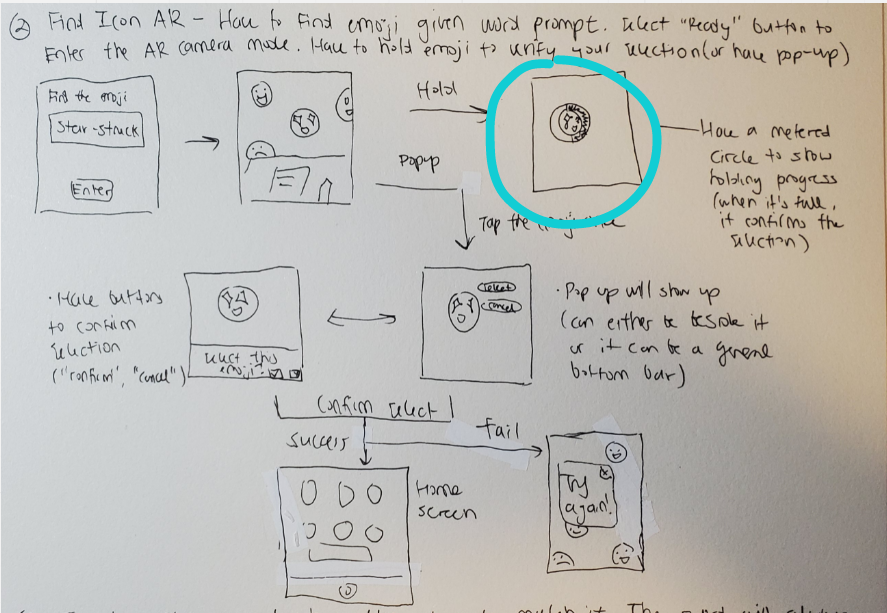 ② Find Icon AR - Have to find emoji given word prompt. Select "Ready" button to
Enter the AR camera mode. Have to hold emoji to verify your selection (or have pop-up)
Find the emoji
Star-struck
Enter
Hold
Popup
Have a metered
circle to show
holding progress
(when it's full,
it confirms the
selection)
Tap the
· Have buttons
to confirm
selection
("confirm", "cancel")
select this
emoji?
select
cancel
· Pop up will show up
(can either be beside it
or it can be a general
bottom bar)
Confirm select
success
Fail
Home
screen
Try
again!